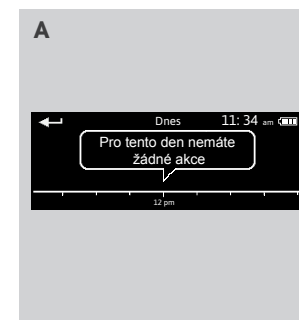 A
Dnes 11: 34 am
Pro tento den nemáte
žádné akce
12 pm